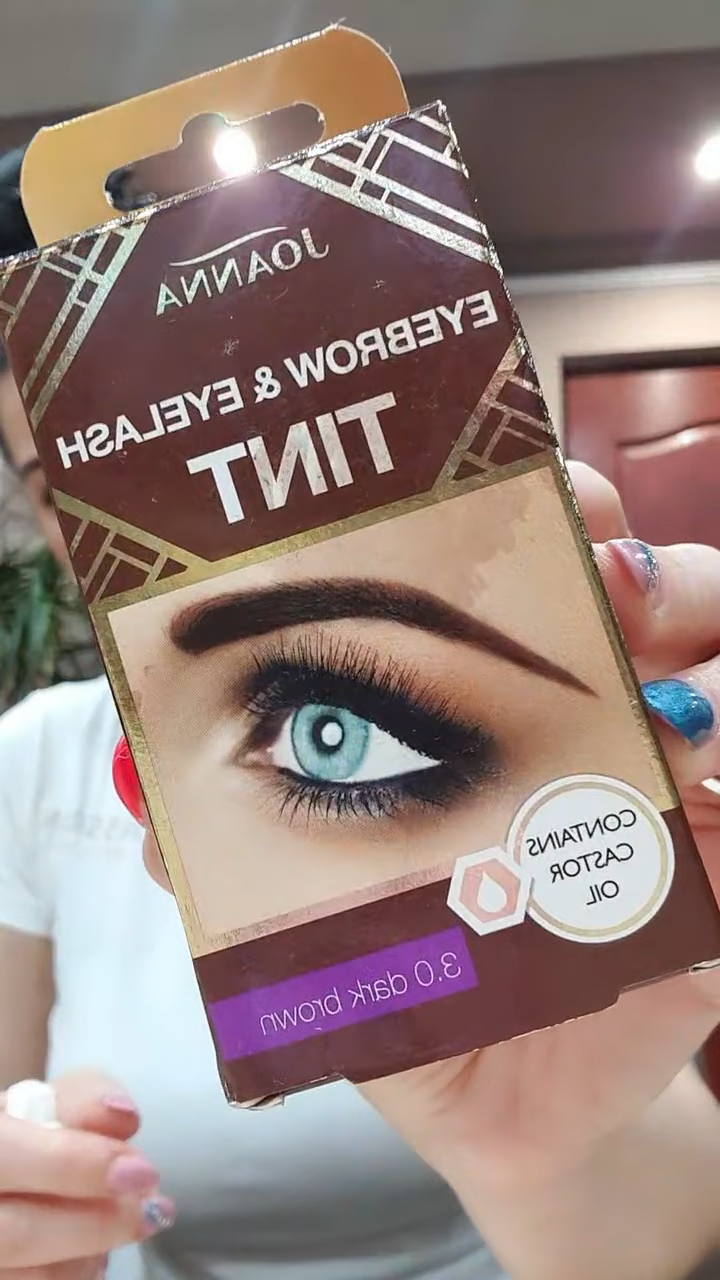 JOANNA
EYEBROW & EYELASH
TINT
CONTAINS
CASTOR
OIL
3.0 dark brown